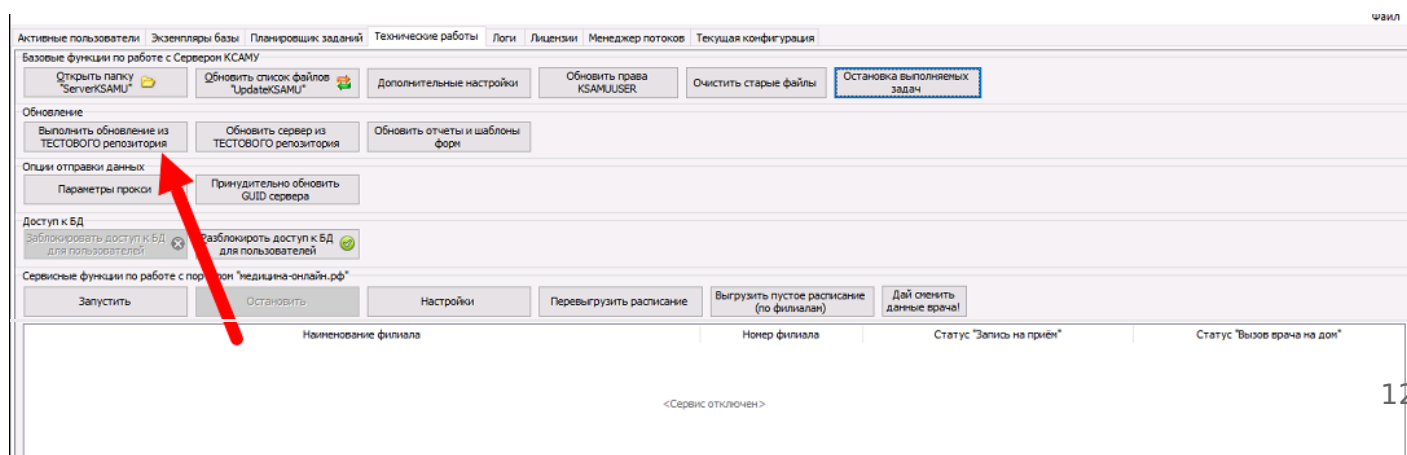 Файл
Активные пользователи Экземпляры базы Планировщик заданий Технические работы Логи Лицензии Менеджер потоков Текущая конфигурация
Базовые функции по работе с Сервером КСАМУ
Открыть папку "ServerKSAMU"
Обновить список файлов "UpdateKSAMU"
Дополнительные настройки
Обновить права KSAMUUSER
Очистить старые файлы
Остановка выполняемых задач
Обновление
Выполнить обновление из ТЕСТОВОГО репозитория
Обновить сервер из ТЕСТОВОГО репозитория
Обновить отчеты и шаблоны форм
Опции отправки данных
Параметры прокси
Принудительно обновить GUID сервера
Доступ к БД
Заблокировать доступ к БД для пользователей
Разблокироть доступ к БД для пользователей
Сервисные функции по работе с порталом "медицина-онлайн.рф"
Запустить
Остановить
Настройки
Перевыгрузить расписание
Выгрузить пустое расписание (по филиалам)
Дай сменить данные врача!
Наименование филиала Номер филиала Статус "Запись на приём" Статус "Вызов врача на дом"
<Сервис отключен>
12